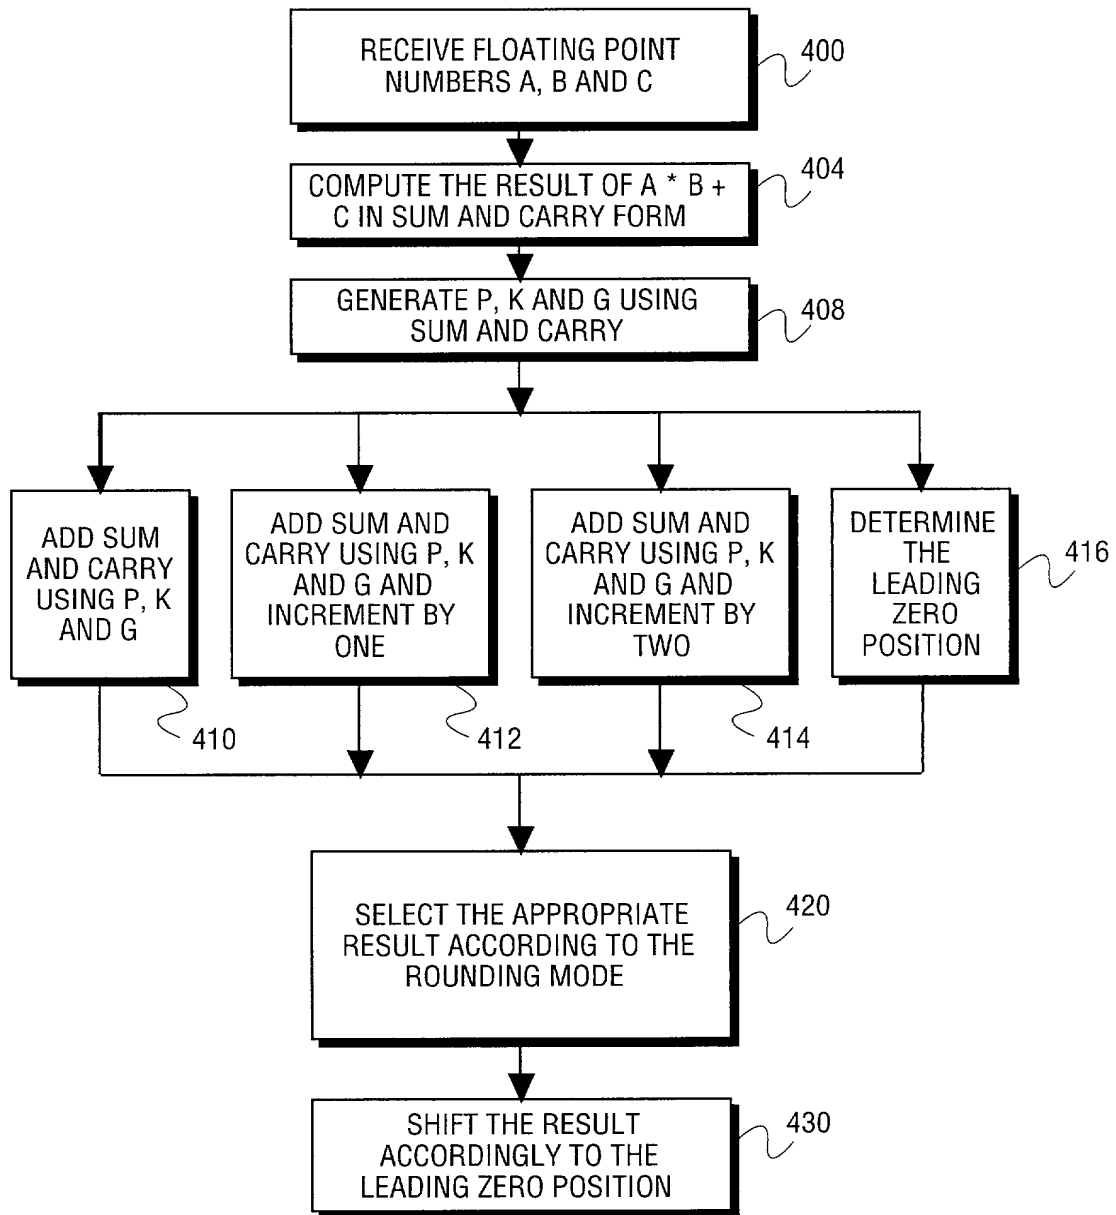 RECEIVE FLOATING POINT
NUMBERS A, B AND C
400
COMPUTE THE RESULT OF A * B +
C IN SUM AND CARRY FORM
404
GENERATE P, K AND G USING
SUM AND CARRY
408
ADD SUM
AND CARRY
USING P, K
AND G
410
ADD SUM AND
CARRY USING P, K
AND G AND
INCREMENT BY
ONE
412
ADD SUM AND
CARRY USING P, K
AND G AND
INCREMENT BY
TWO
414
DETERMINE
THE
LEADING
ZERO
POSITION
416
SELECT THE APPROPRIATE
RESULT ACCORDING TO THE
ROUNDING MODE
420
SHIFT THE RESULT
ACCORDINGLY TO THE
LEADING ZERO POSITION
430